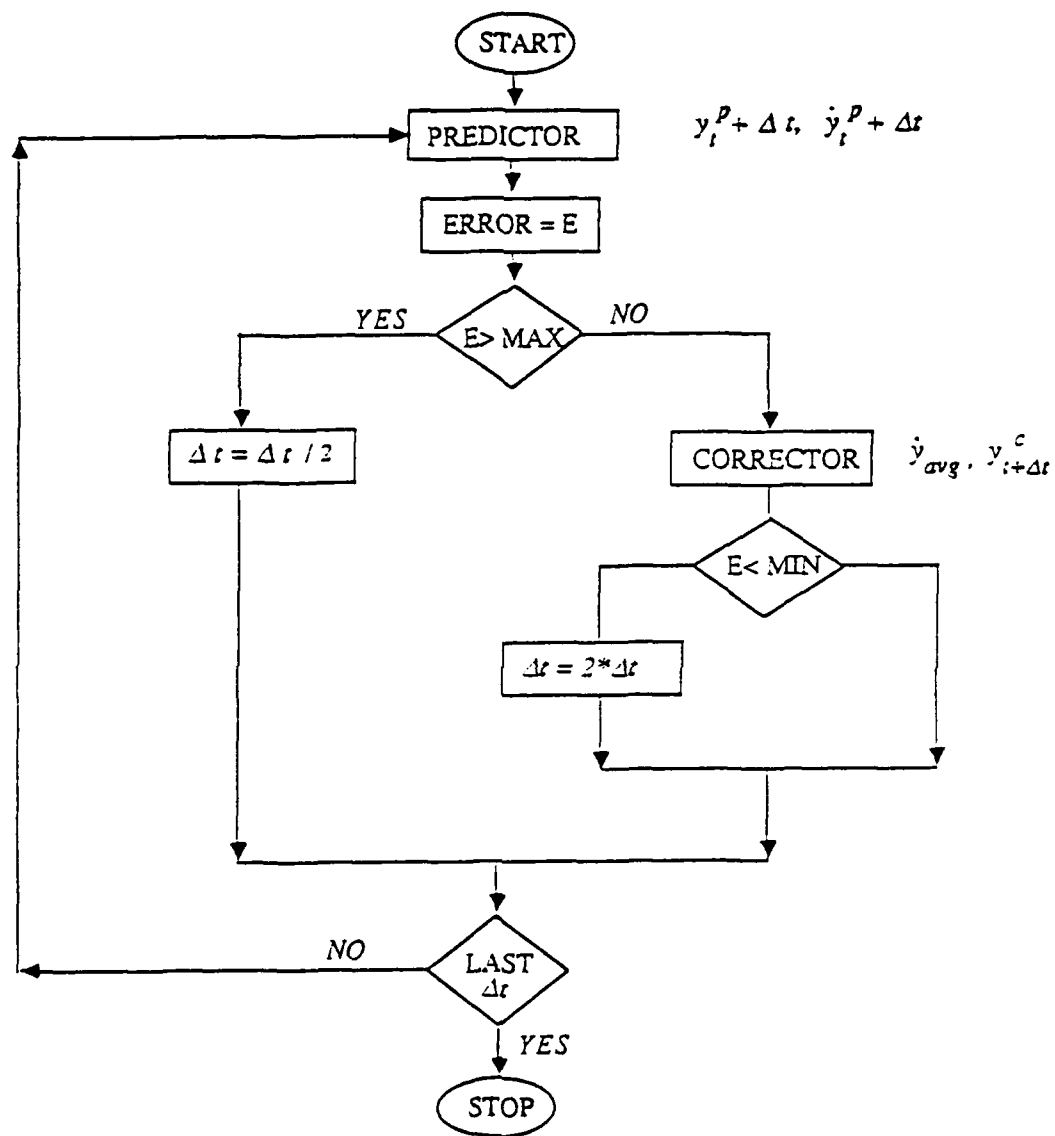 START
PREDICTOR
y_t^p + Δt, ẏ_t^p + Δt
ERROR = E
YES
E> MAX
NO
Δt = Δt / 2
CORRECTOR
ẏ_avg, y^c_t+Δt
E< MIN
Δt = 2*Δt
NO
LAST
Δt
YES
STOP